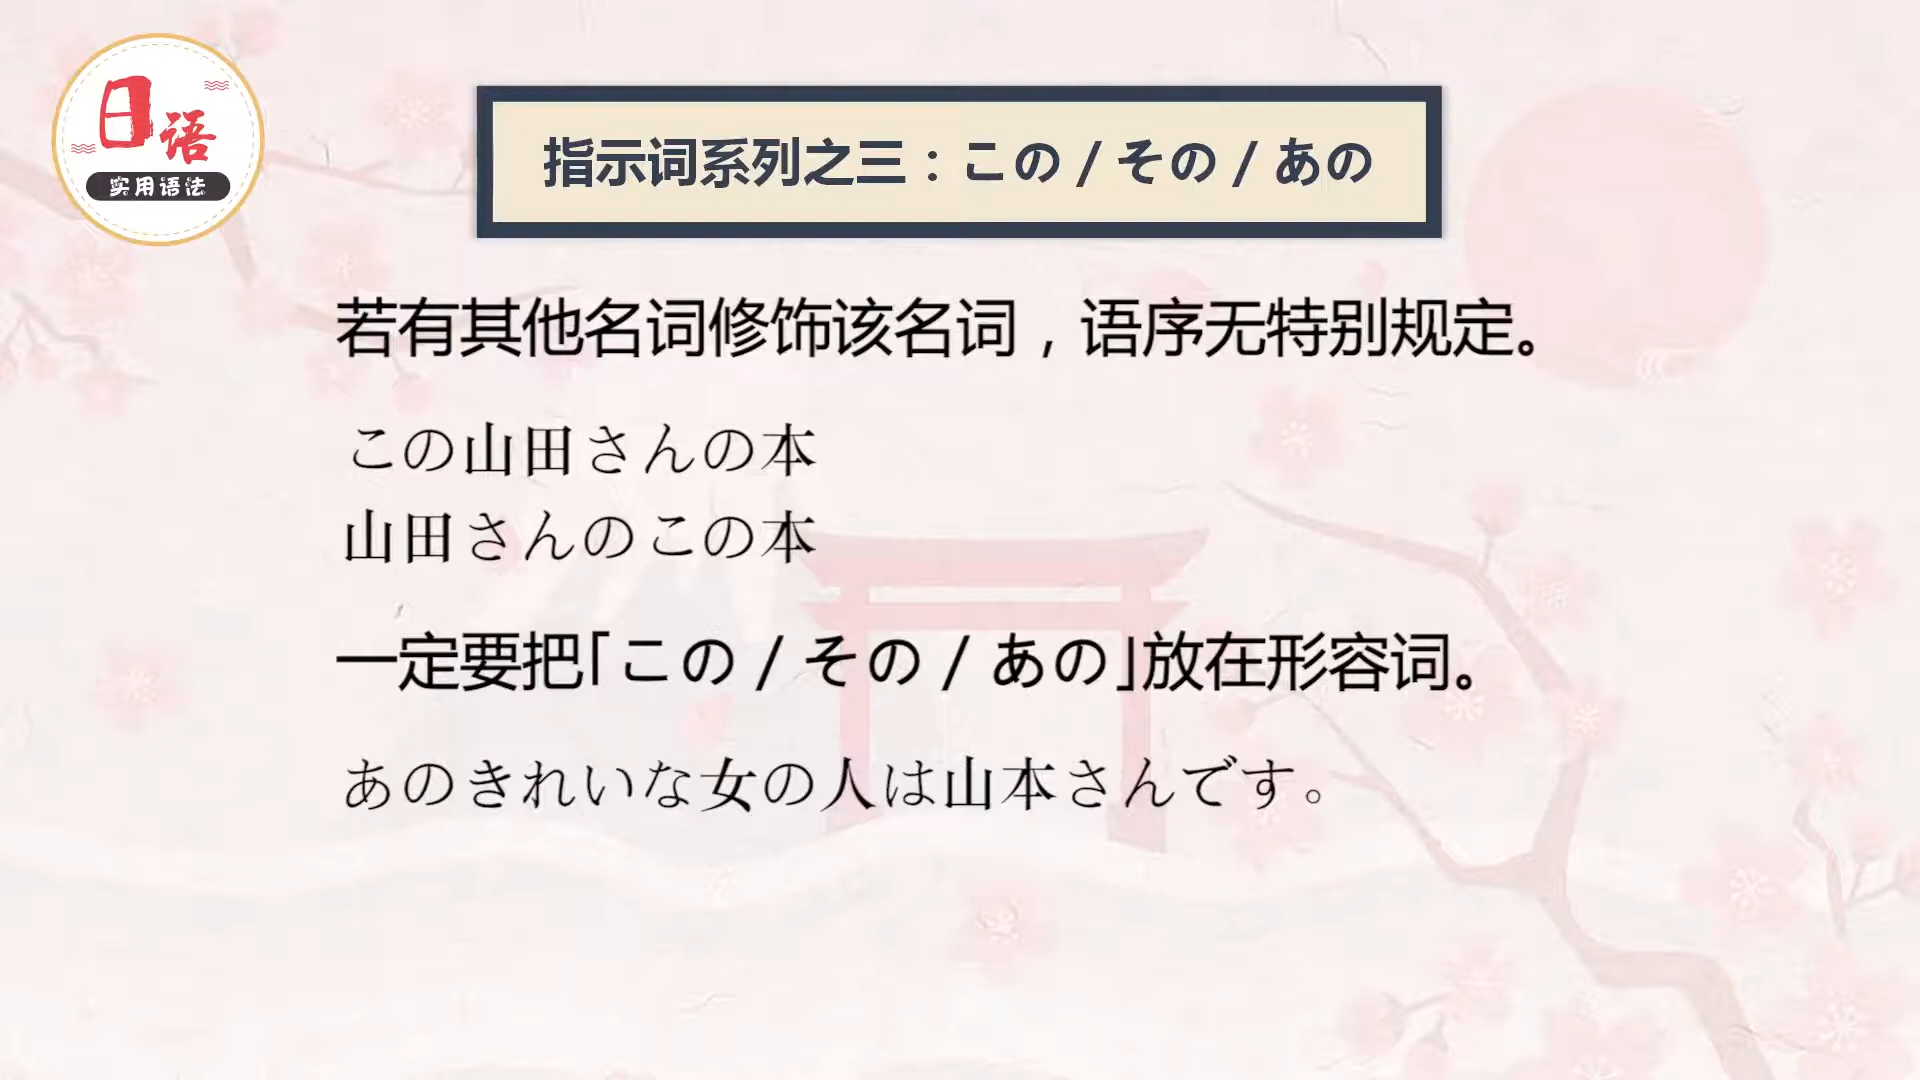 日语
实用语法
指示词系列之三：この / その / あの
若有其他名词修饰该名词，语序无特别规定。
この山田さんの本
山田さんのこの本
一定要把「この / その / あの」放在形容词。
あのきれいな女の人は山本さんです。